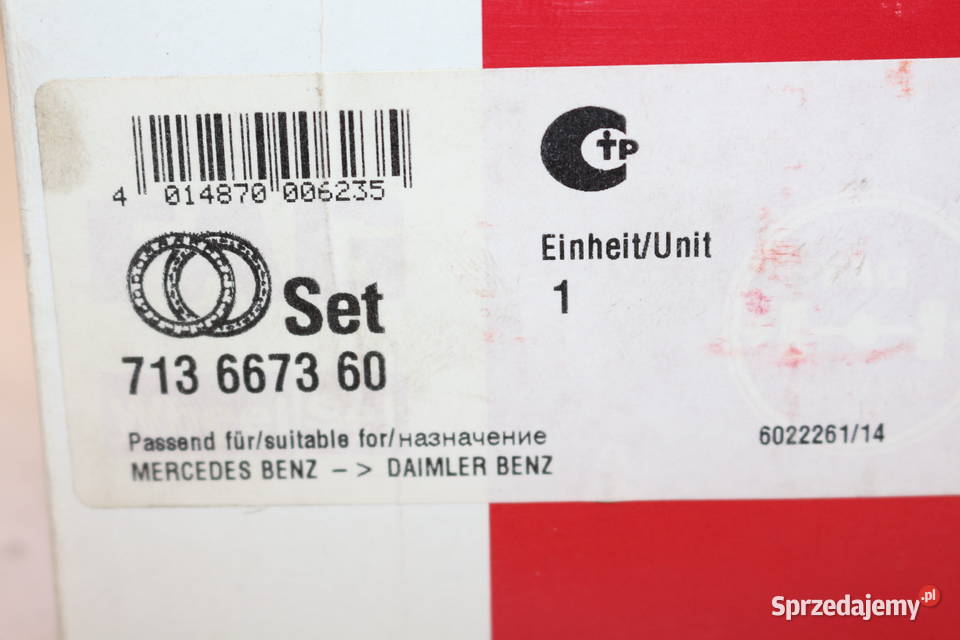 4 014870 006235
Set
713 6673 60
Passend für/suitable for/назначение
MERCEDES BENZ - > DAIMLER BENZ
Einheit/Unit
1
6022261/14
Sprzedajemy.pl